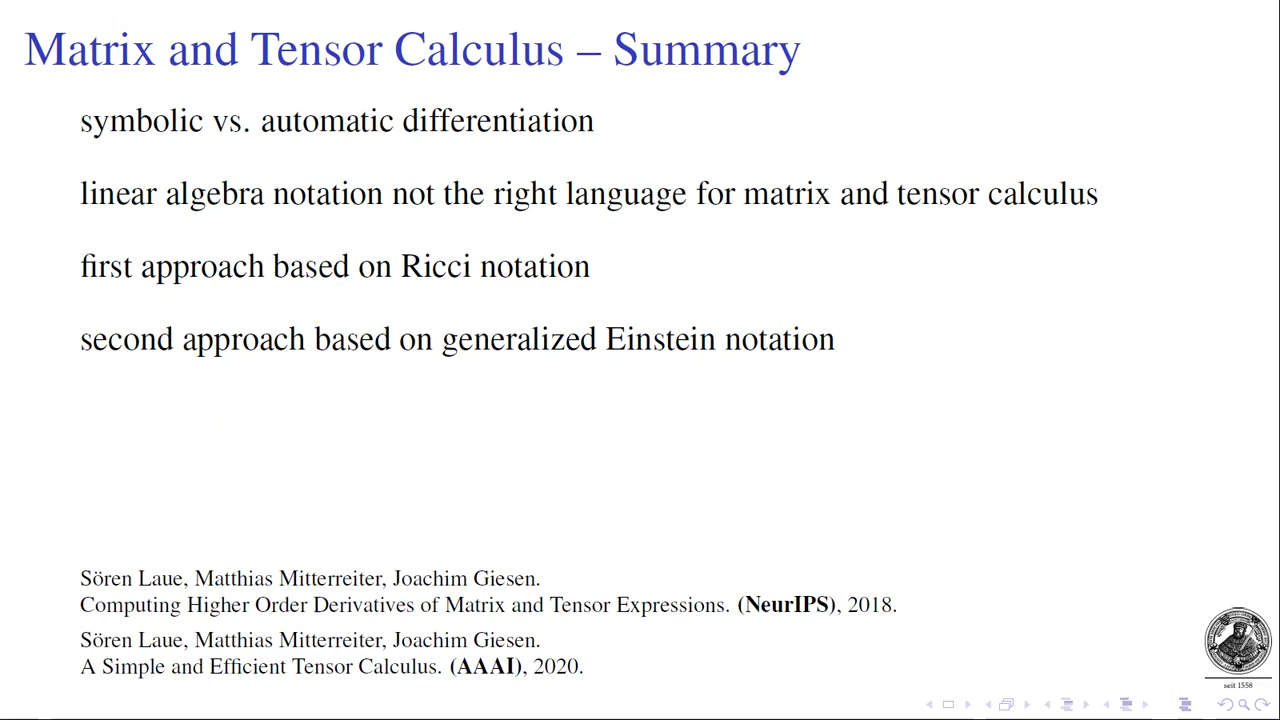 Matrix and Tensor Calculus – Summary
symbolic vs. automatic differentiation
linear algebra notation not the right language for matrix and tensor calculus
first approach based on Ricci notation
second approach based on generalized Einstein notation
Sören Laue, Matthias Mitterreiter, Joachim Giesen.
Computing Higher Order Derivatives of Matrix and Tensor Expressions. (NeurIPS), 2018.
Sören Laue, Matthias Mitterreiter, Joachim Giesen.
A Simple and Efficient Tensor Calculus. (AAAI), 2020.
seit 1558